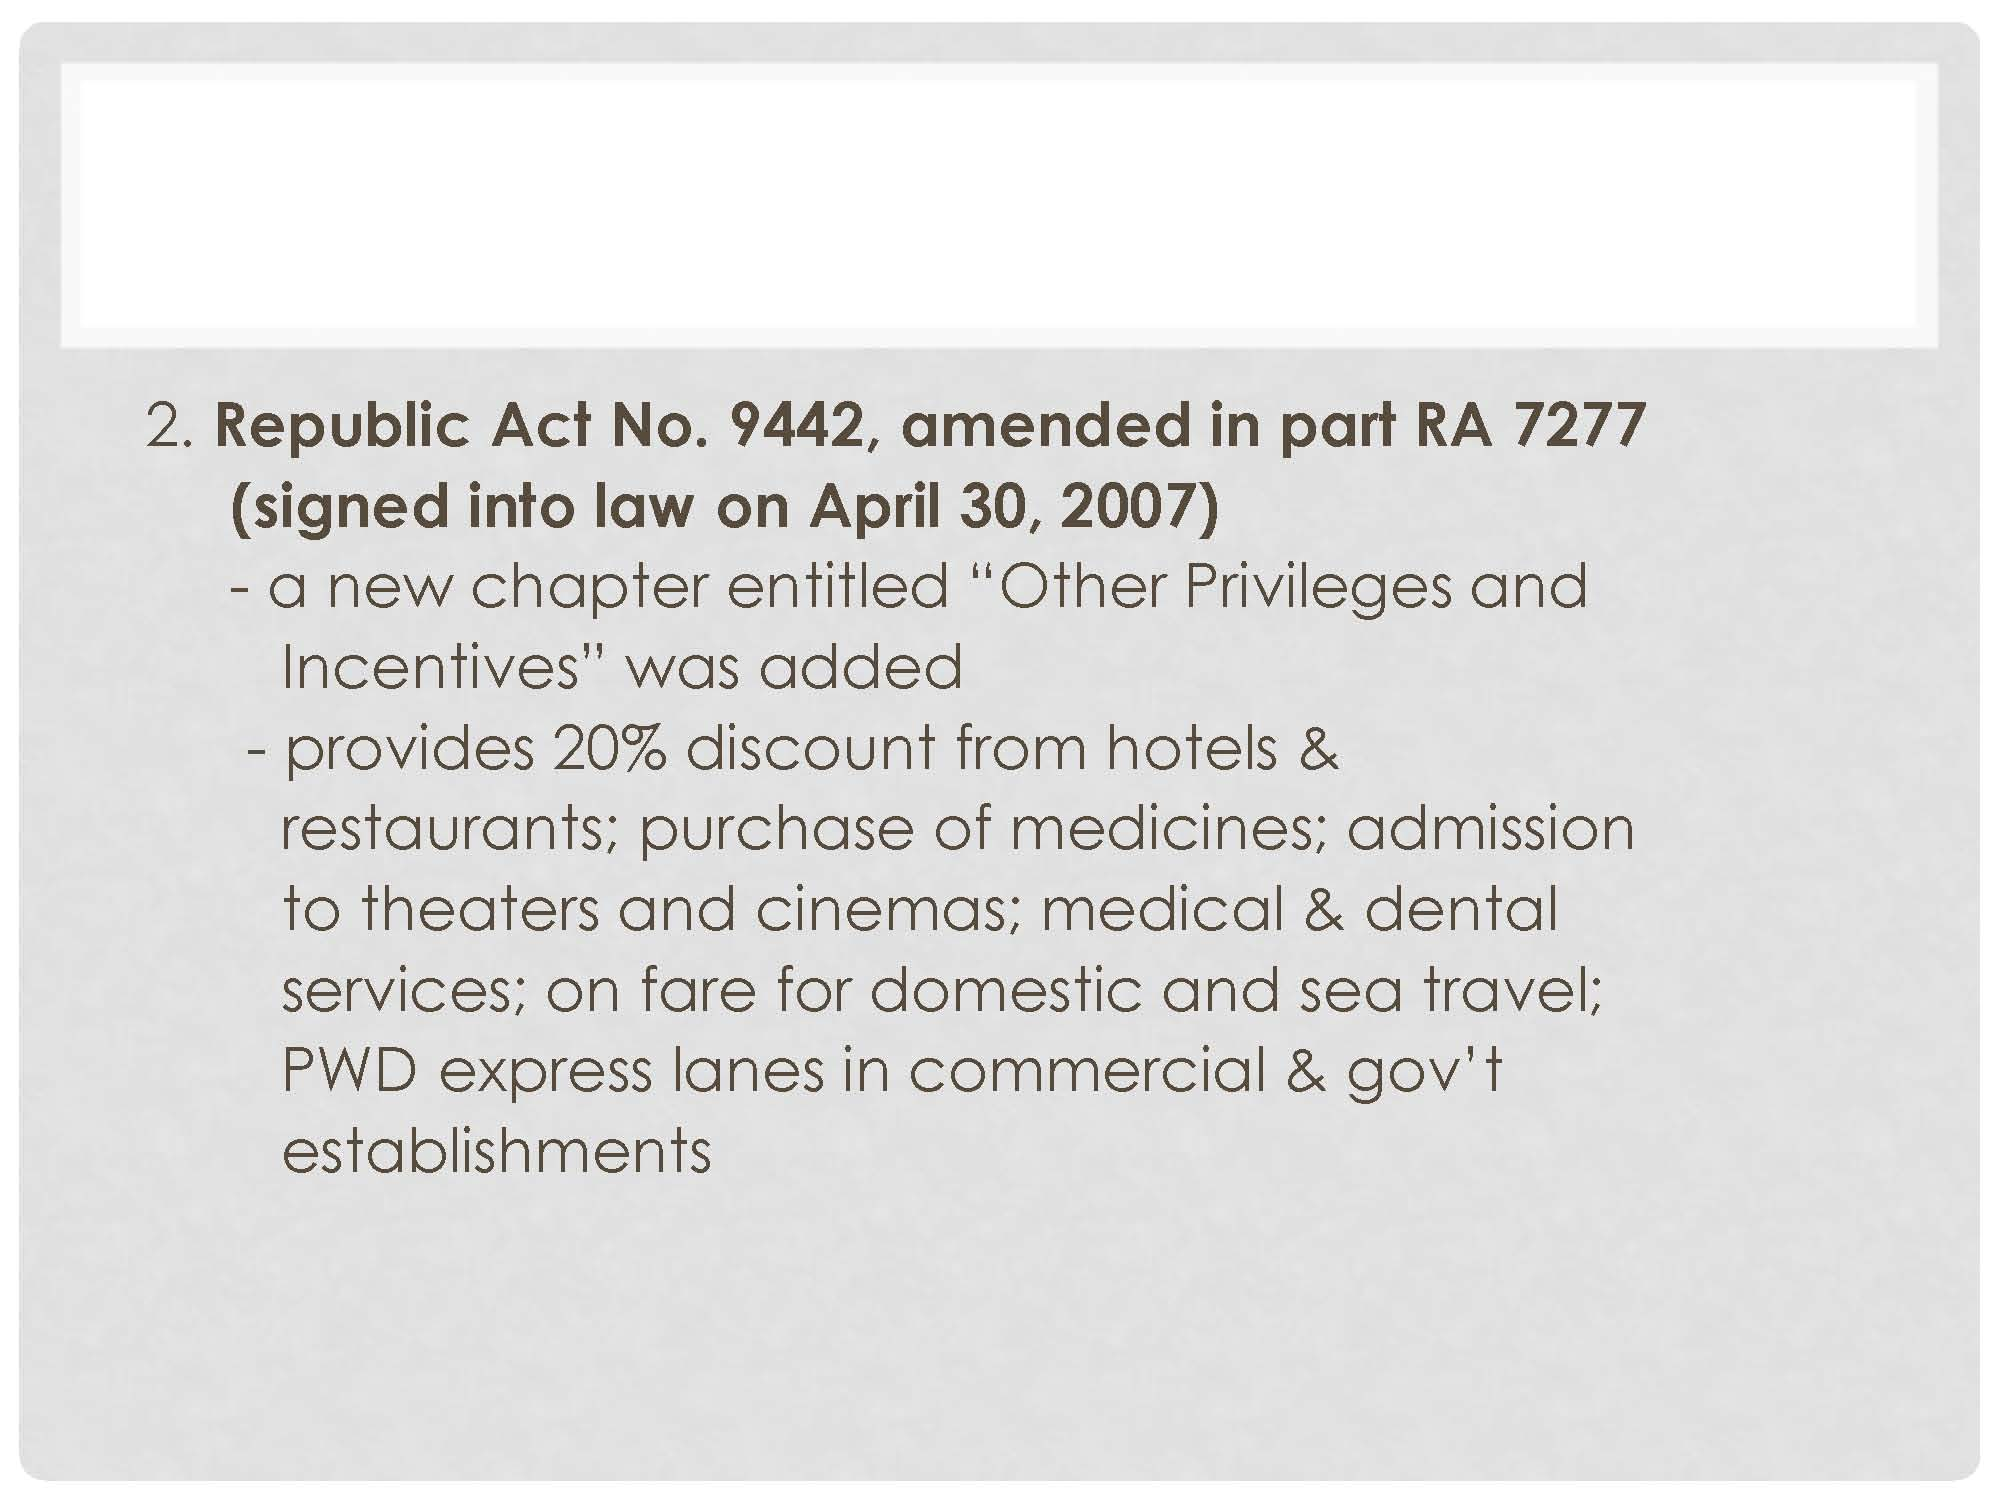 2. Republic Act No. 9442, amended in part RA 7277
(signed into law on April 30, 2007)
- a new chapter entitled “Other Privileges and
Incentives” was added
- provides 20% discount from hotels &
restaurants; purchase of medicines; admission
to theaters and cinemas; medical & dental
services; on fare for domestic and sea travel;
PWD express lanes in commercial & gov’t
establishments